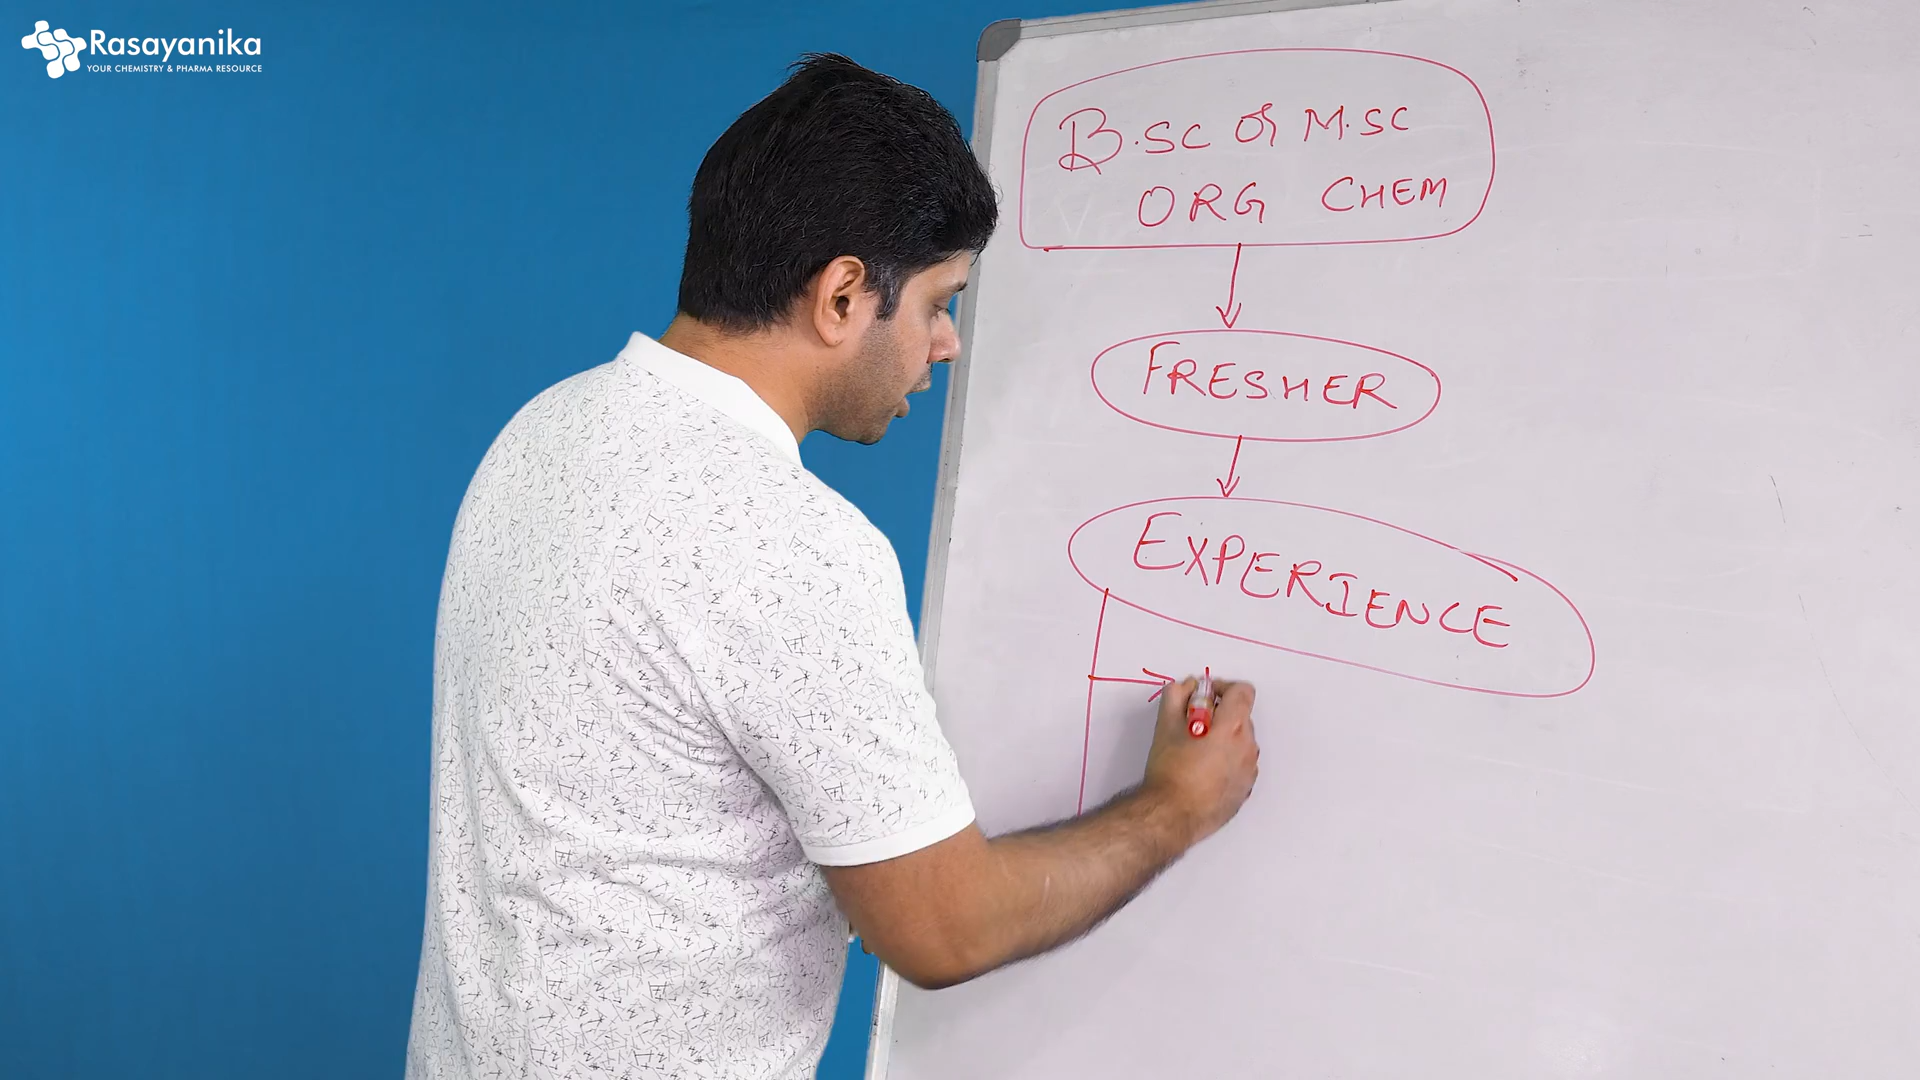 Rasayanika
YOUR CHEMISTRY & PHARMA RESOURCE
B.SC or M.SC
ORG CHEM
FRESHER
EXPERIENCE